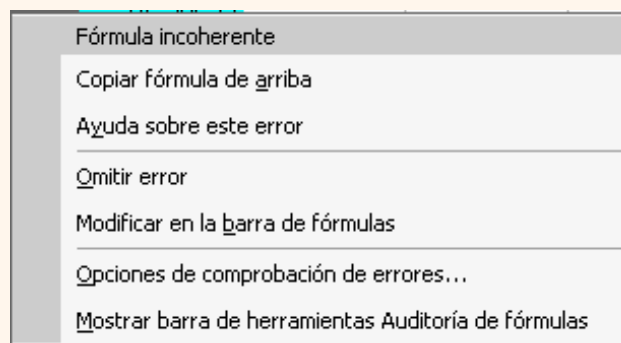 Fórmula incoherente
Copiar fórmula de arriba
Ayuda sobre este error
Omitir error
Modificar en la barra de fórmulas
Opciones de comprobación de errores...
Mostrar barra de herramientas Auditoría de fórmulas